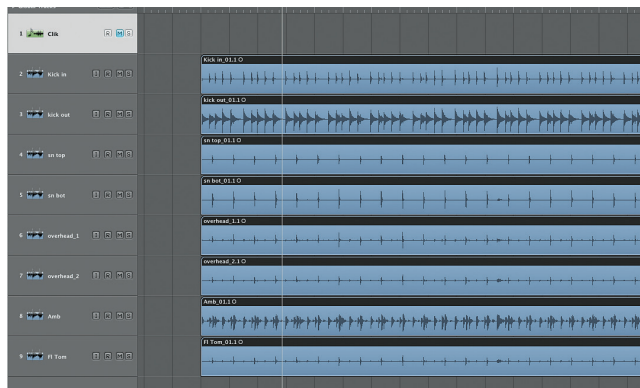 1 Clik R M S
Kick in_01.1 O
2 Kick in I R M S
kick out_01.1 O
3 kick out I R M S
sn top_01.1 O
4 sn top I R M S
sn bot_01.1 O
5 sn bot I R M S
overhead_1.1 O
6 overhead_1 I R M S
overhead_2.1 O
7 overhead_2 I R M S
Amb_01.1 O
8 Amb I R M S
Fl Tom_01.1 O
9 Fl Tom I R M S